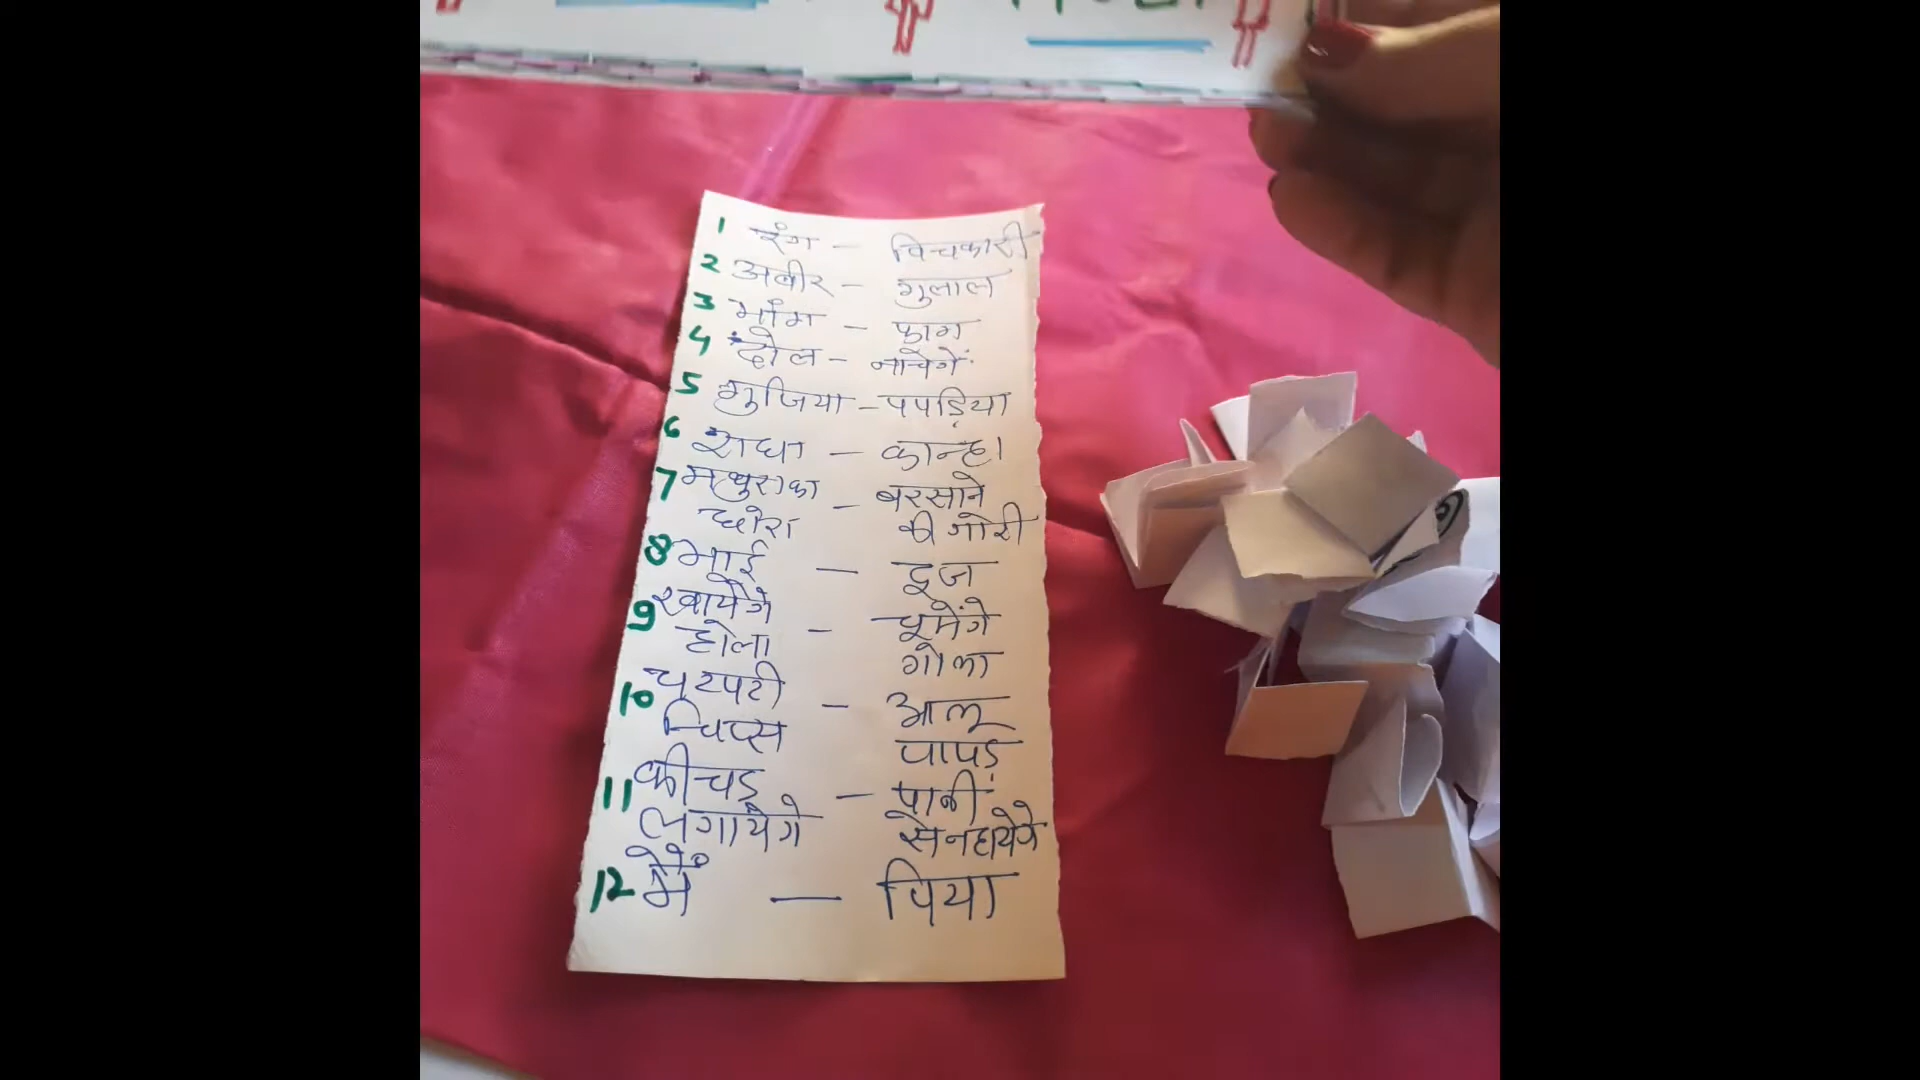 1 रंग - पिचकारी
2 अबीर - गुलाल
3 भांग - फाग
4 ढोल - नाचेगें
5 गुजिया - पपड़िया
6 राधा - कान्हा
7 मथुरा का - बरसाने
छोरा की गोरी
8 भाई - दूज
9 खायेंगे - घूमेंगे
होला गोला
10 चटपटी - आलू
चिप्स पापड़
11 कीचड़ - पानी
लगायेंगे से नहायेगे
12 मैं - पिया